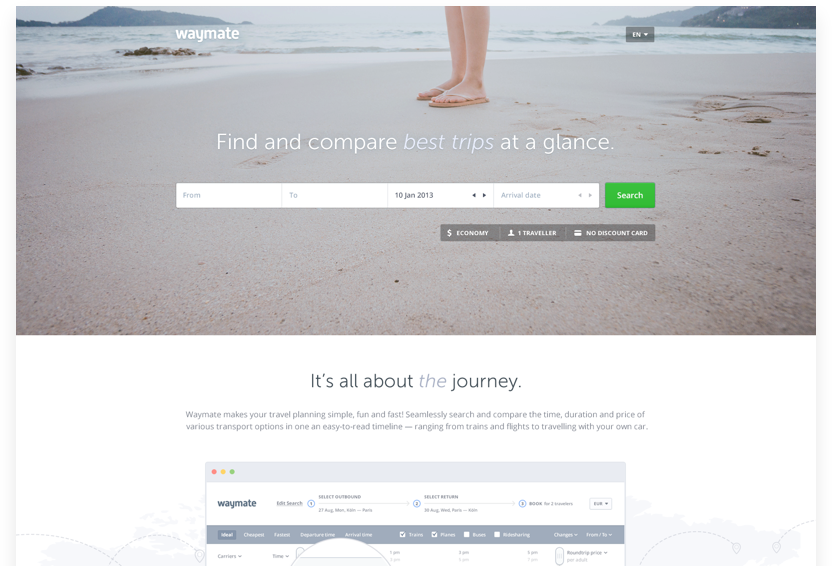 waymate
EN
Find and compare best trips at a glance.
From To 10 Jan 2013 Arrival date Search
$ ECONOMY 1 TRAVELLER NO DISCOUNT CARD
It's all about the journey.
Waymate makes your travel planning simple, fun and fast! Seamlessly search and compare the time, duration and price of
various transport options in one an easy-to-read timeline — ranging from trains and flights to travelling with your own car.
SELECT OUTBOUND SELECT RETURN
waymate Edit Search 1 2 3 BOOK for 2 travelers EUR
27 Aug, Mon, 46th — Paris 30 Aug, Wed, Paris — 46th
Ideal Cheapest Fastest Departure time Arrival time Trains Planes Buses Ridesharing Changes From / To
Carriers Time 1 pm 3 pm 5 pm Roundtrip price
7 pm per adult